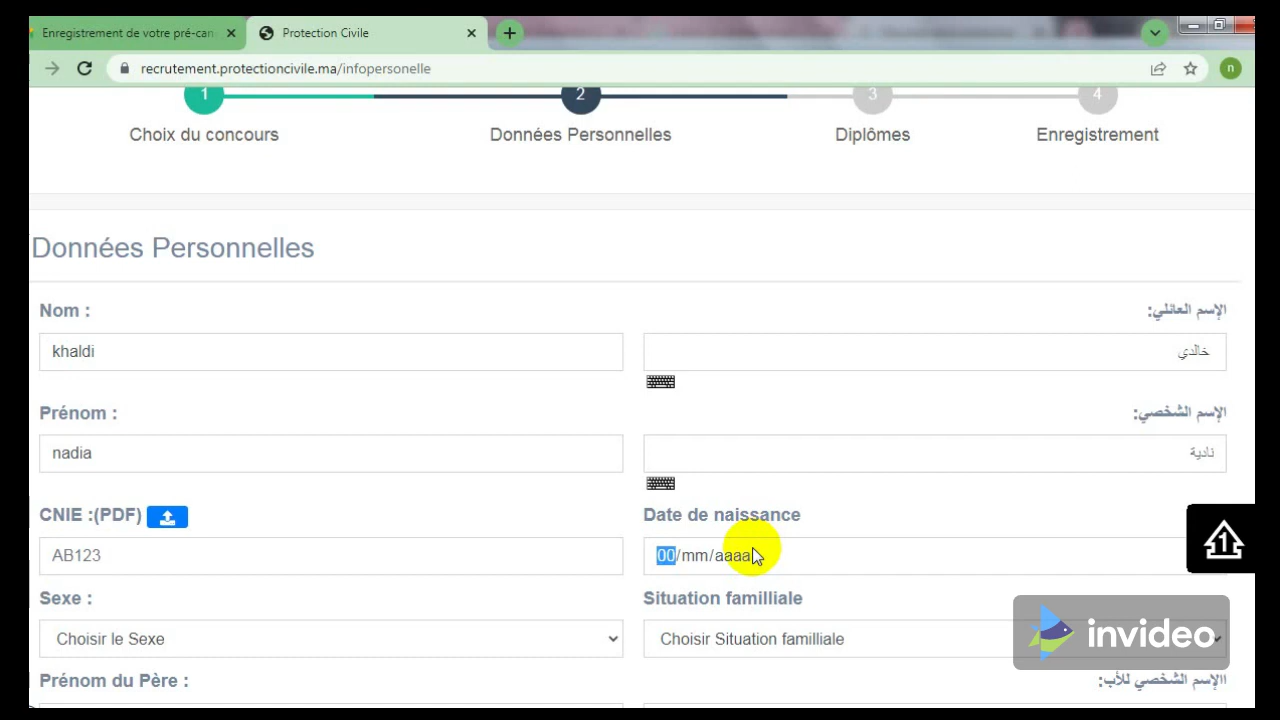 Enregistrement de votre pré-can
Protection Civile
recrutement.protectioncivile.ma/infopersonelle
n
1
2
3
4
Choix du concours
Données Personnelles
Diplômes
Enregistrement
Données Personnelles
Nom :
الإسم العائلي:
khaldi
خالدي
Prénom :
الإسم الشخصي:
nadia
نادية
CNIE :(PDF)
Date de naissance
AB123
00/mm/aaaa
1
Sexe :
Situation familliale
Choisir le Sexe
Choisir Situation familliale
invideo
Prénom du Père :
االإسم الشخصي للأب: